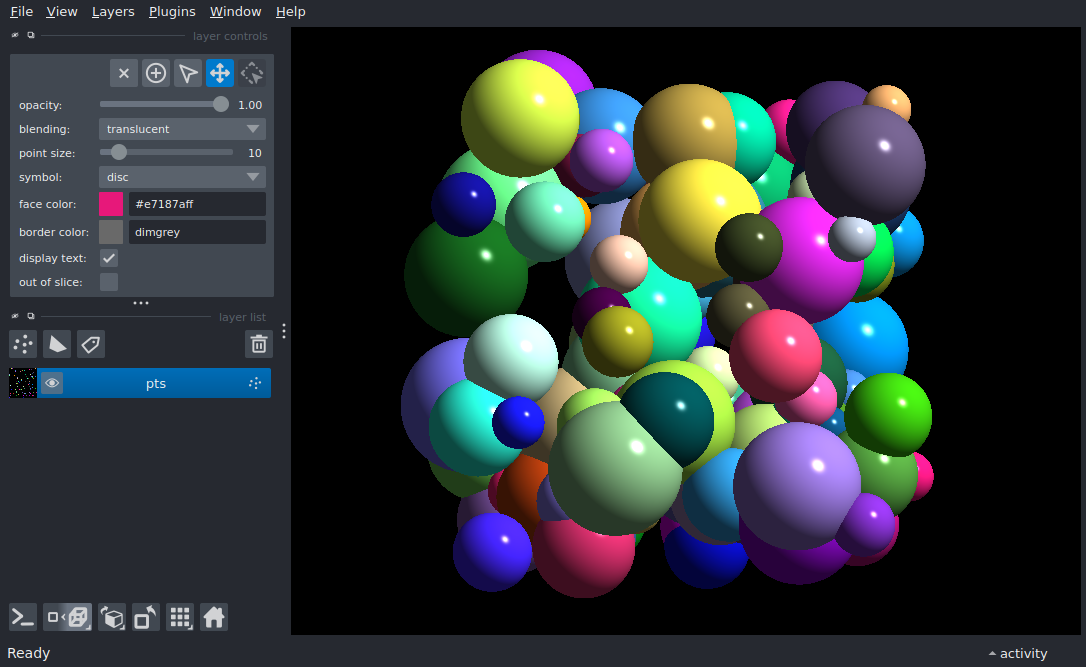 File View Layers Plugins Window Help
layer controls
opacity: 1.00
blending: translucent
point size: 10
symbol: disc
face color: #e7187aff
border color: dimgrey
display text:
out of slice:
layer list
pts
Ready
activity